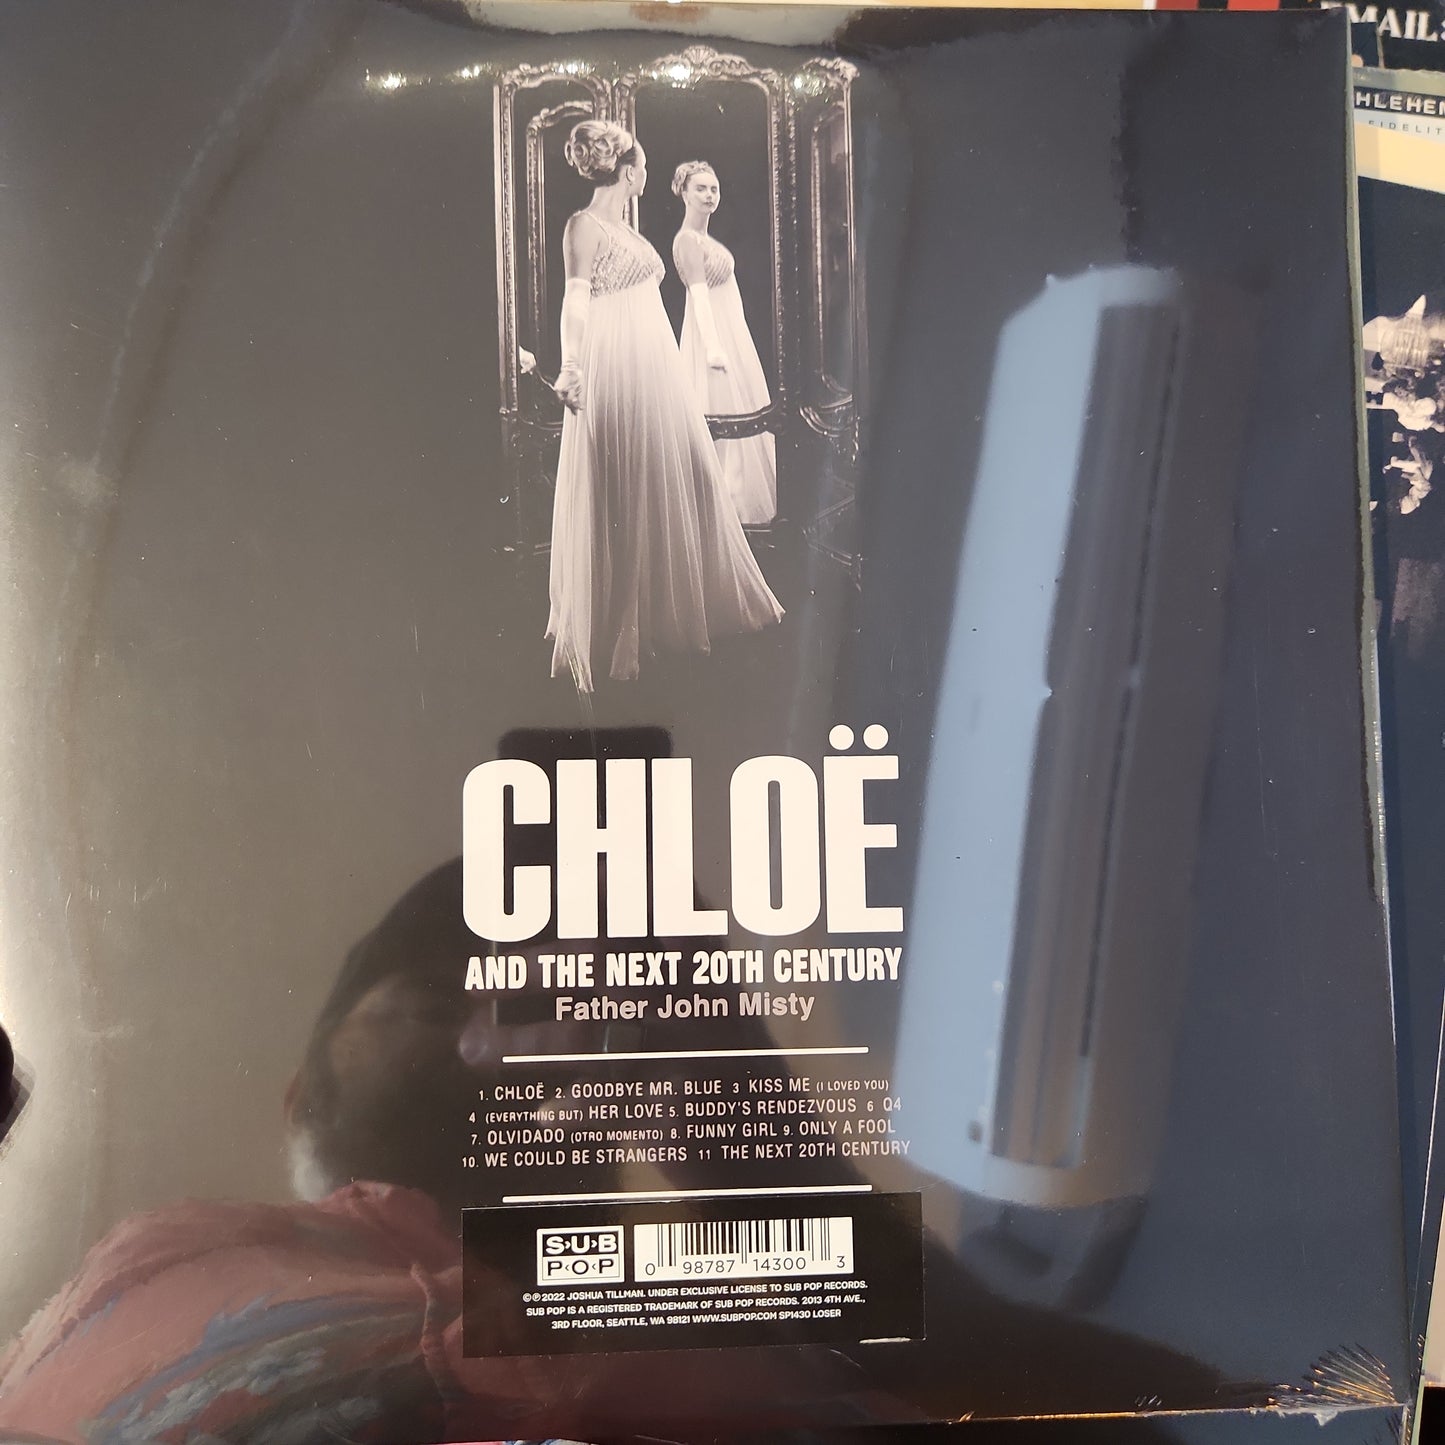 EMAIL:
HLEHEM
FIDELIT
CHLOË
AND THE NEXT 20TH CENTURY
Father John Misty
1. CHLOË 2. GOODBYE MR. BLUE 3 KISS ME (I LOVED YOU)
4 (EVERYTHING BUT) HER LOVE 5. BUDDY'S RENDEZVOUS 6 Q4
7. OLVIDADO (OTRO MOMENTO) 8. FUNNY GIRL 9. ONLY A FOOL
10. WE COULD BE STRANGERS 11 THE NEXT 20TH CENTURY
SUB
POP
0 98787 14300 3
©℗2022 JOSHUA TILLMAN. UNDER EXCLUSIVE LICENSE TO SUB POP RECORDS.
SUB POP IS A REGISTERED TRADEMARK OF SUB POP RECORDS. 2013 4TH AVE.,
3RD FLOOR, SEATTLE, WA 98121 WWW.SUBPOP.COM SP1430 LOSER